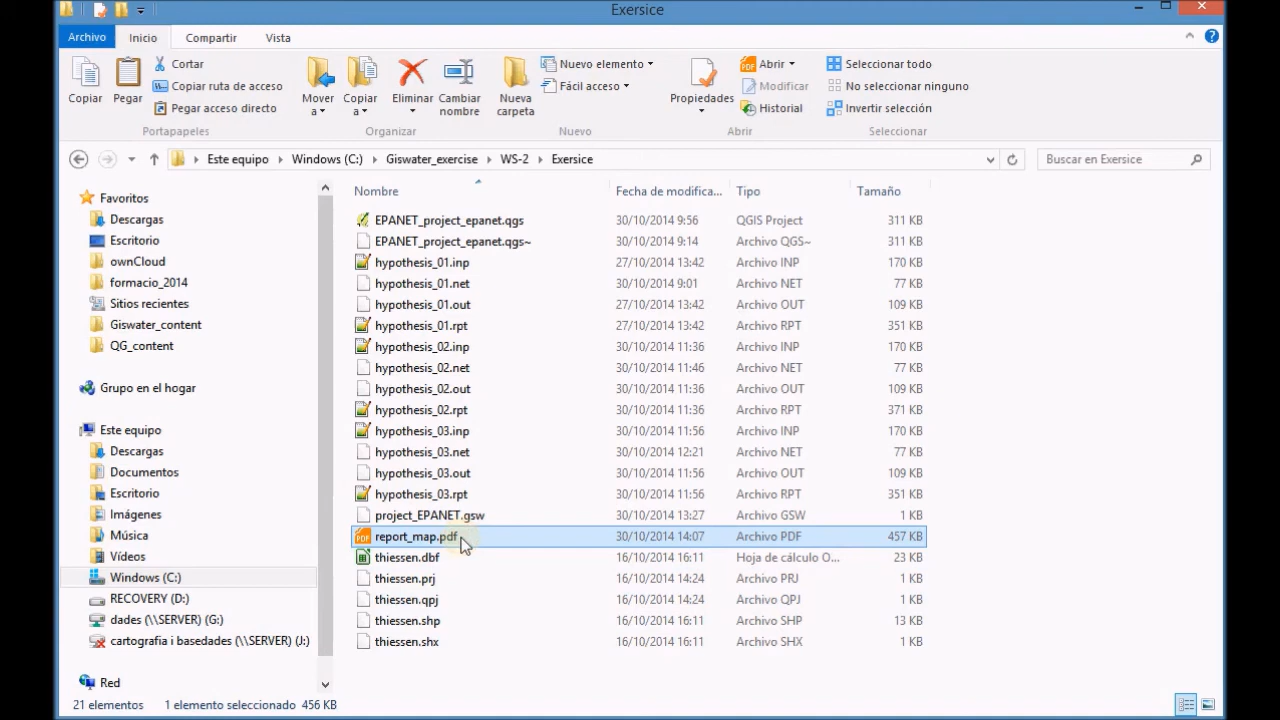 Exersice
Archivo Inicio Compartir Vista
Copiar
Pegar
Cortar
Copiar ruta de acceso
Pegar acceso directo
Portapapeles
Mover a
Copiar a
Eliminar
Cambiar nombre
Organizar
Nueva carpeta
Nuevo elemento
Fácil acceso
Nuevo
Propiedades
Abrir
Modificar
Historial
Abrir
Seleccionar todo
No seleccionar ninguno
Invertir selección
Seleccionar
Este equipo Windows (C:) Giswater_exercise WS-2 Exersice
Buscar en Exersice
Favoritos
Descargas
Escritorio
ownCloud
formacio_2014
Sitios recientes
Giswater_content
QG_content
Grupo en el hogar
Este equipo
Descargas
Documentos
Escritorio
Imágenes
Música
Vídeos
Windows (C:)
RECOVERY (D:)
dades (\\SERVER) (G:)
cartografia i basedades (\\SERVER) (J:)
Red
Nombre Fecha de modifica... Tipo Tamaño
EPANET_project_epanet.qgs 30/10/2014 9:56 QGIS Project 311 KB
EPANET_project_epanet.qgs~ 30/10/2014 9:14 Archivo QGS~ 311 KB
hypothesis_01.inp 27/10/2014 13:42 Archivo INP 170 KB
hypothesis_01.net 30/10/2014 9:01 Archivo NET 77 KB
hypothesis_01.out 27/10/2014 13:42 Archivo OUT 109 KB
hypothesis_01.rpt 27/10/2014 13:42 Archivo RPT 351 KB
hypothesis_02.inp 30/10/2014 11:36 Archivo INP 170 KB
hypothesis_02.net 30/10/2014 11:46 Archivo NET 77 KB
hypothesis_02.out 30/10/2014 11:36 Archivo OUT 109 KB
hypothesis_02.rpt 30/10/2014 11:36 Archivo RPT 371 KB
hypothesis_03.inp 30/10/2014 11:56 Archivo INP 170 KB
hypothesis_03.net 30/10/2014 12:21 Archivo NET 77 KB
hypothesis_03.out 30/10/2014 11:56 Archivo OUT 109 KB
hypothesis_03.rpt 30/10/2014 11:56 Archivo RPT 351 KB
project_EPANET.gsw 30/10/2014 13:27 Archivo GSW 1 KB
report_map.pdf 30/10/2014 14:07 Archivo PDF 457 KB
thiessen.dbf 16/10/2014 16:11 Hoja de cálculo O... 23 KB
thiessen.prj 16/10/2014 14:24 Archivo PRJ 1 KB
thiessen.qpj 16/10/2014 14:24 Archivo QPJ 1 KB
thiessen.shp 16/10/2014 16:11 Archivo SHP 13 KB
thiessen.shx 16/10/2014 16:11 Archivo SHX 1 KB
21 elementos 1 elemento seleccionado 456 KB